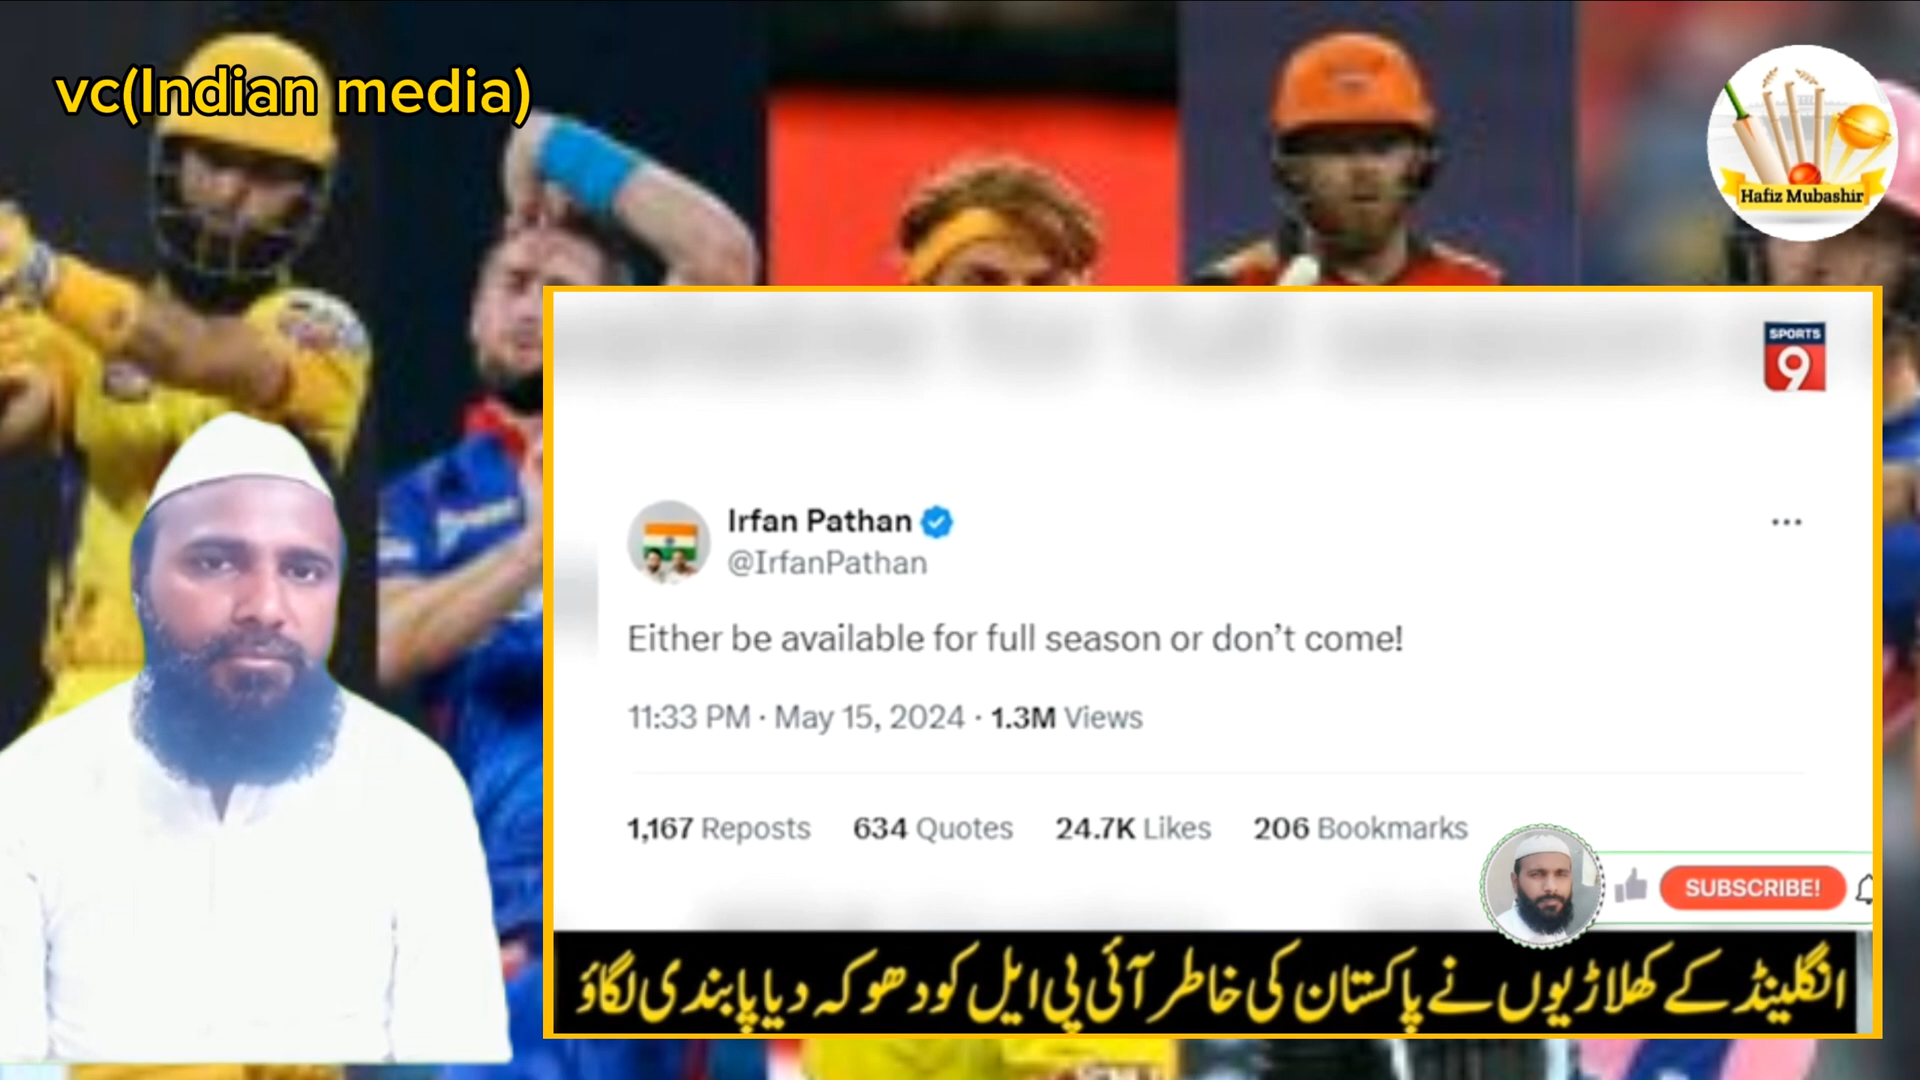 vc(Indian media)
Hafiz Mubashir
SPORTS
9
Irfan Pathan
@IrfanPathan
Either be available for full season or don’t come!
11:33 PM · May 15, 2024 · 1.3M Views
1,167 Reposts 634 Quotes 24.7K Likes 206 Bookmarks
SUBSCRIBE!
انگلینڈ کے کھلاڑیوں نے پاکستان کی خاطر آئی پی ایل کو دھوکہ دیا پابندی لگاؤ